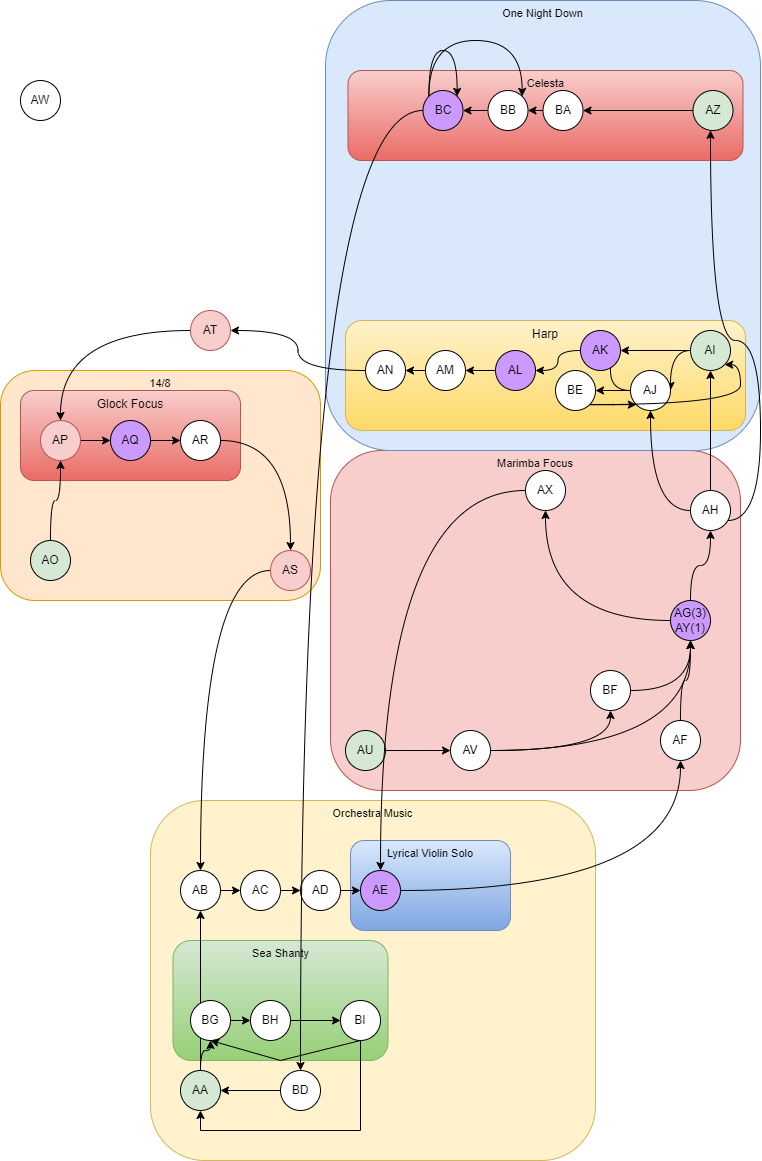 One Night Down
Celesta
AW
BC
BB
BA
AZ
Harp
AT
AN
AM
AL
AK
AI
BE
AJ
14/8
Glock Focus
AP
AQ
AR
AO
AS
Marimba Focus
AX
AH
AG(3)
AY(1)
BF
AU
AV
AF
Orchestra Music
Lyrical Violin Solo
AB
AC
AD
AE
Sea Shanty
BG
BH
BI
AA
BD